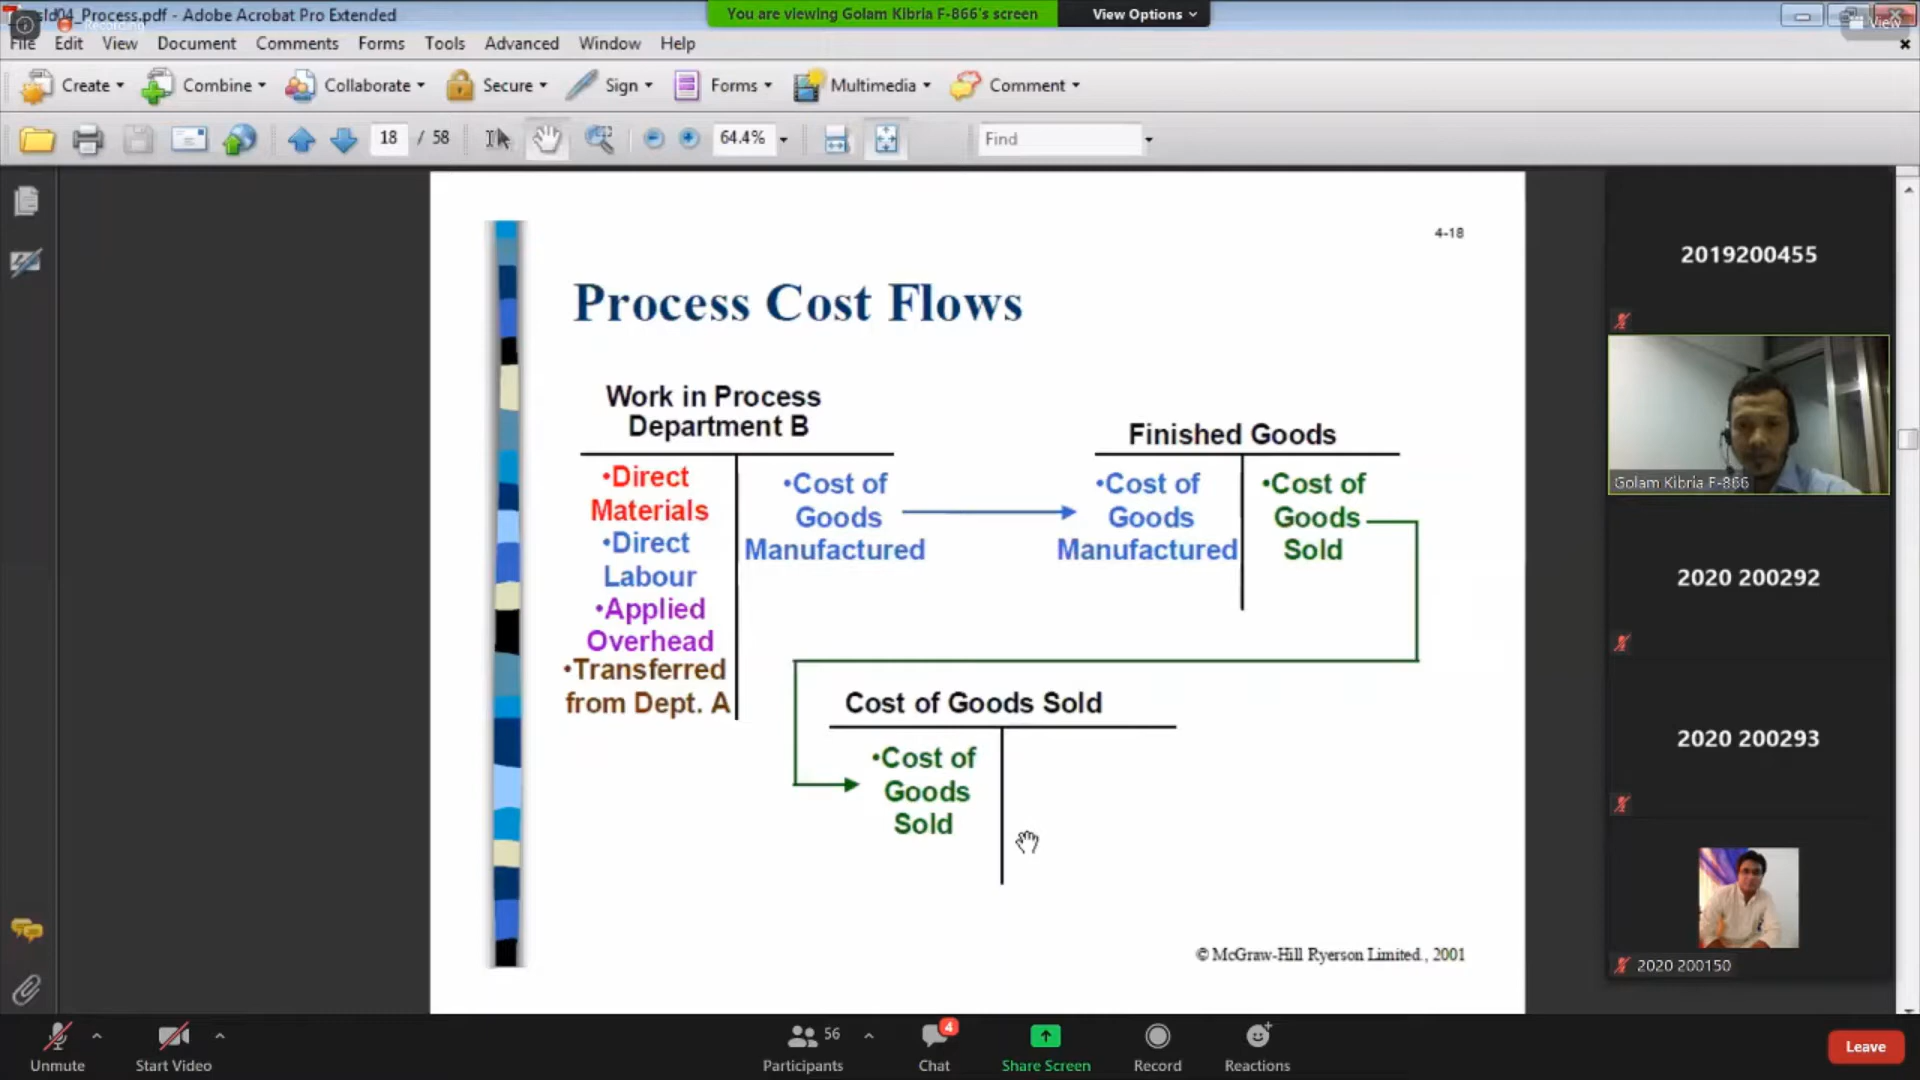 sld04_Process.pdf - Adobe Acrobat Pro Extended
Recording
You are viewing Golam Kibria F-866's screen
View Options
View
File Edit View Document Comments Forms Tools Advanced Window Help
Create Combine Collaborate Secure Sign Forms Multimedia Comment
18 / 58 64.4% Find
4-18
Process Cost Flows
Work in Process
Department B
•Direct
Materials
•Direct
Labour
•Applied
Overhead
•Transferred
from Dept. A
•Cost of
Goods
Manufactured
Finished Goods
•Cost of
Goods
Manufactured
•Cost of
Goods
Sold
Cost of Goods Sold
•Cost of
Goods
Sold
© McGraw-Hill Ryerson Limited., 2001
2019200455
Golam Kibria F-866
2020 200292
2020 200293
2020 200150
Unmute
Start Video
56
Participants
4
Chat
Share Screen
Record
Reactions
Leave